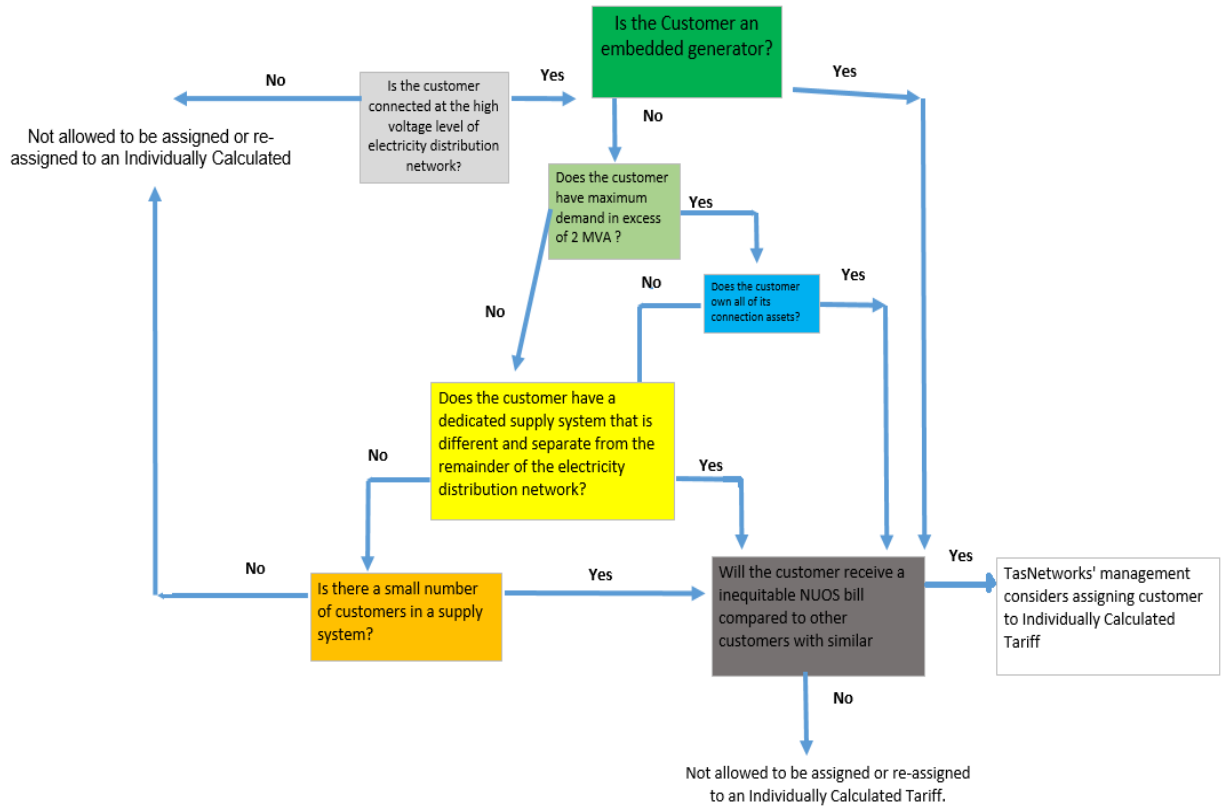 Is the Customer an
embedded generator?
No
Yes
Yes
Is the customer
connected at the high
voltage level of
electricity distribution
network?
Not allowed to be assigned or re-
assigned to an Individually Calculated
No
Does the customer
have maximum
demand in excess
of 2 MVA ?
Yes
No
Does the customer
own all of its
connection assets?
Yes
No
Does the customer have a
dedicated supply system that is
different and separate from the
remainder of the electricity
distribution network?
No
Yes
Is there a small number
of customers in a supply
system?
No
Yes
Will the customer receive a
inequitable NUOS bill
compared to other
customers with similar
Yes
TasNetworks' management
considers assigning customer
to Individually Calculated
Tariff
No
Not allowed to be assigned or re-assigned
to an Individually Calculated Tariff.